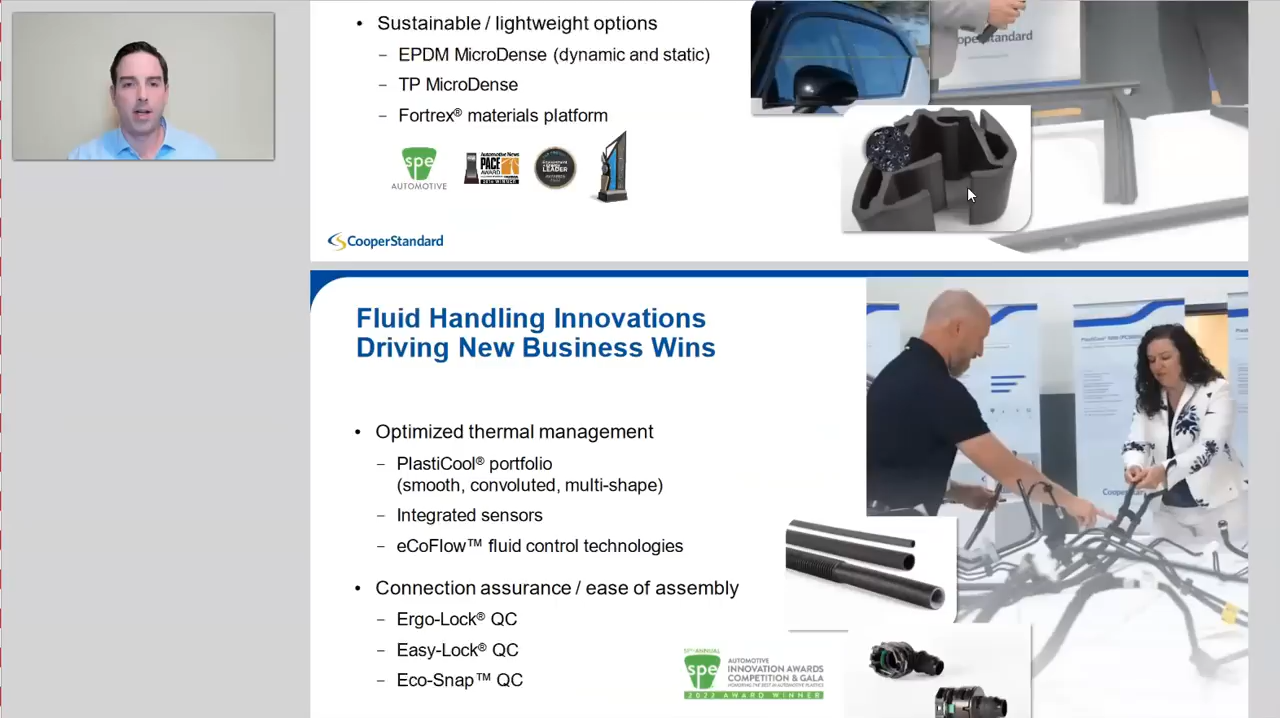 • Sustainable / lightweight options
– EPDM MicroDense (dynamic and static)
– TP MicroDense
– Fortrex® materials platform
spe
AUTOMOTIVE
Automotive News
PACE
AWARD
LEADER
CooperStandard
Fluid Handling Innovations
Driving New Business Wins
• Optimized thermal management
– PlastiCool® portfolio
(smooth, convoluted, multi-shape)
– Integrated sensors
– eCoFlow™ fluid control technologies
• Connection assurance / ease of assembly
– Ergo-Lock® QC
– Easy-Lock® QC
– Eco-Snap™ QC
spe
AUTOMOTIVE
INNOVATION AWARDS
COMPETITION & GALA
2022 AWARD WINNER